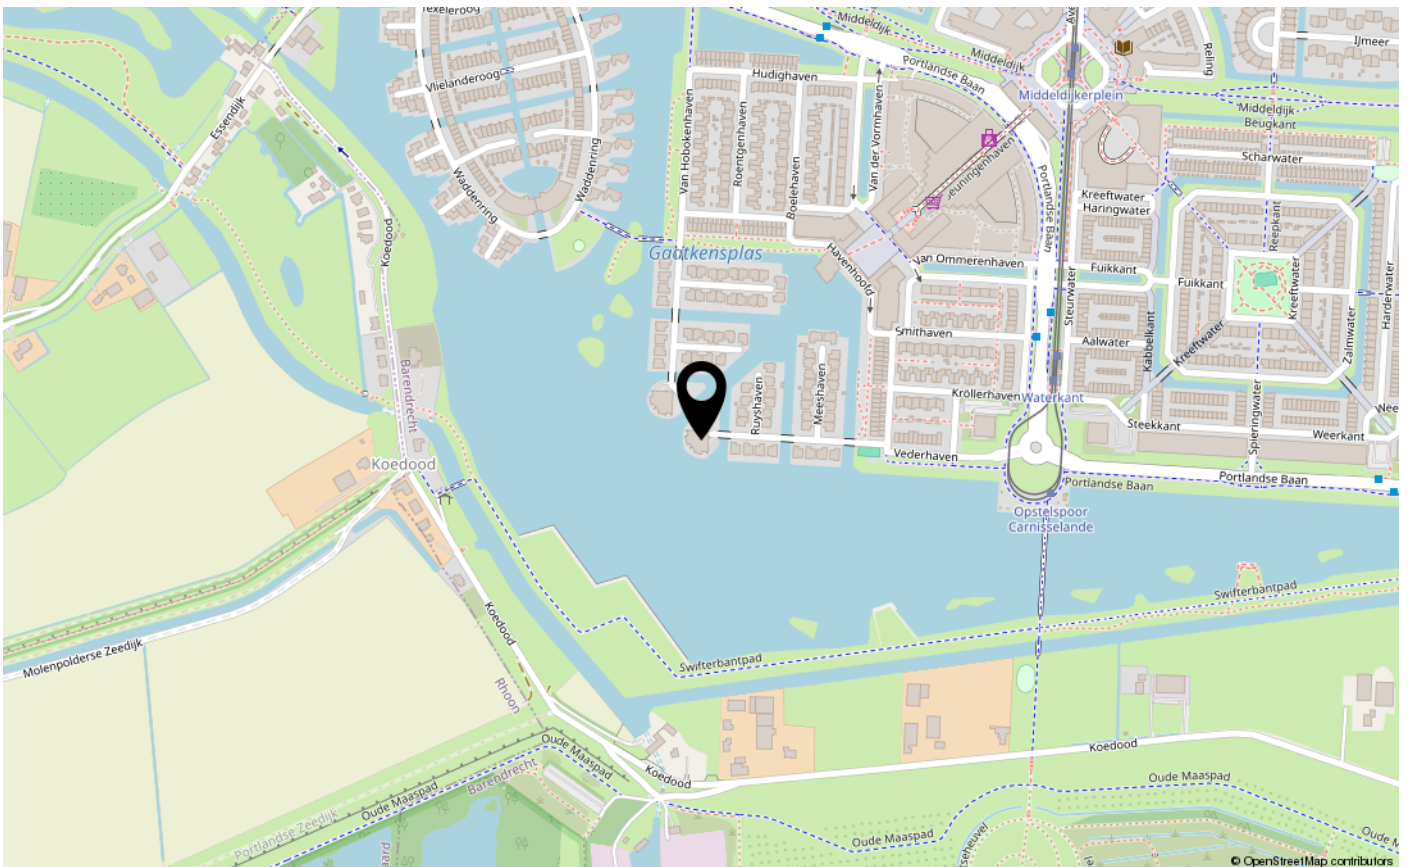 Texeleroog
Middeldijk
IJmeer
Reling
Vlielanderoog
Portlandse Baan
Middeldijk
Hudighaven
Middeldijkerplein
Essendijk
Middeldijk
Beugkant
Van Hobokenhaven
Roentgenhaven
Boelehaven
Van der Vormhaven
Scharwater
Waddenring
Waddenring
Portlandse Baan
Kreeftwater
Haringwater
Koedood
Reepkant
Gaatkensplas
Havenhoofd
Van Ommerenhaven
Fuikkant
Fuikkant
Kreeftwater
Steurwater
Harderwater
Smithaven
Aalwater
Kabbelkant
Kreeftwater
Zalmwater
Barendrecht
Ruyshaven
Meeshaven
Kröllerhaven
Waterkant
Steekkant
Spieringwater
Weerkant
Koedood
Vederhaven
Portlandse Baan
Portlandse Baan
Opstelspoor
Carnisselande
Koedood
Swifterbantpad
Molenpolderse Zeedijk
Swifterbantpad
Rhoon
Oude Maaspad
Koedood
Koedood
Barendrecht
Oude Maaspad
Oude Maaspad
Portlandse Zeedijk
Oude Maaspad
© OpenStreetMap contributors